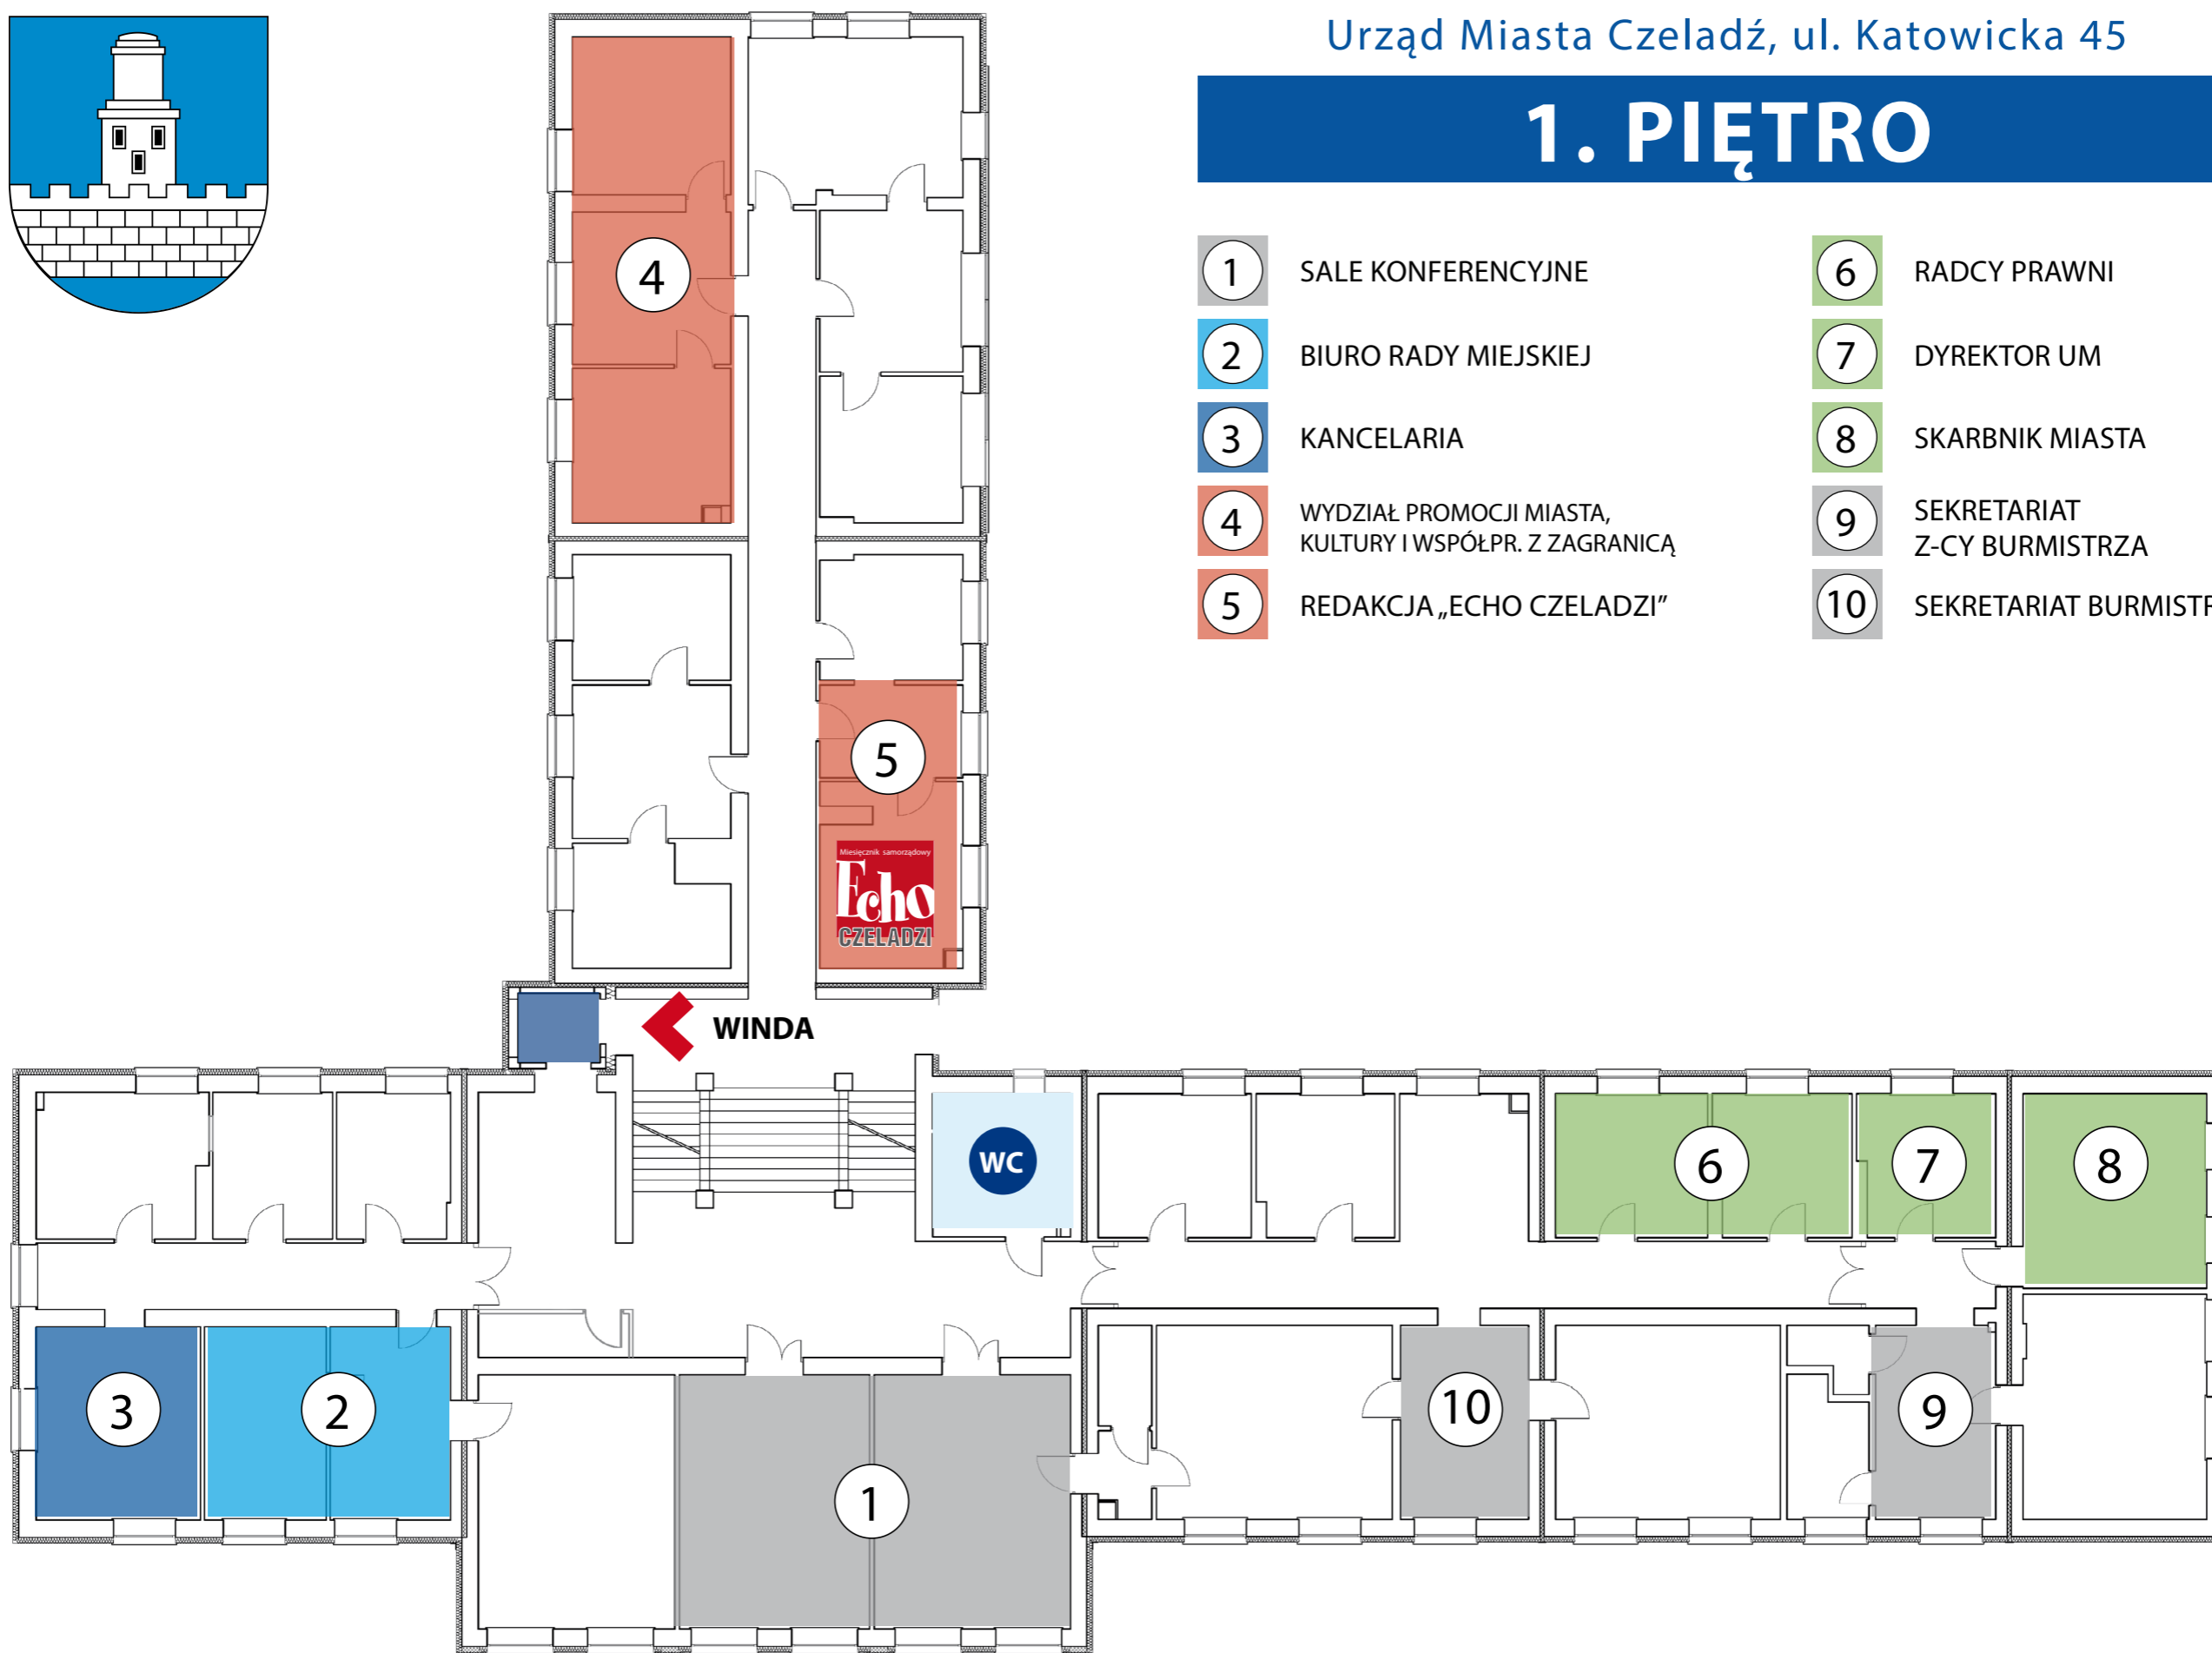 Urząd Miasta Czeladź, ul. Katowicka 45
1. PIĘTRO
1 SALE KONFERENCYJNE
2 BIURO RADY MIEJSKIEJ
3 KANCELARIA
4 WYDZIAŁ PROMOCJI MIASTA,
KULTURY I WSPÓŁPR. Z ZAGRANICĄ
5 REDAKCJA „ECHO CZELADZI”
6 RADCY PRAWNI
7 DYREKTOR UM
8 SKARBNIK MIASTA
9 SEKRETARIAT
Z-CY BURMISTRZA
10 SEKRETARIAT BURMISTR
4
5
Miesięcznik samorządowy
Echo
CZELADZI
WINDA
WC
6
7
8
3
2
1
10
9